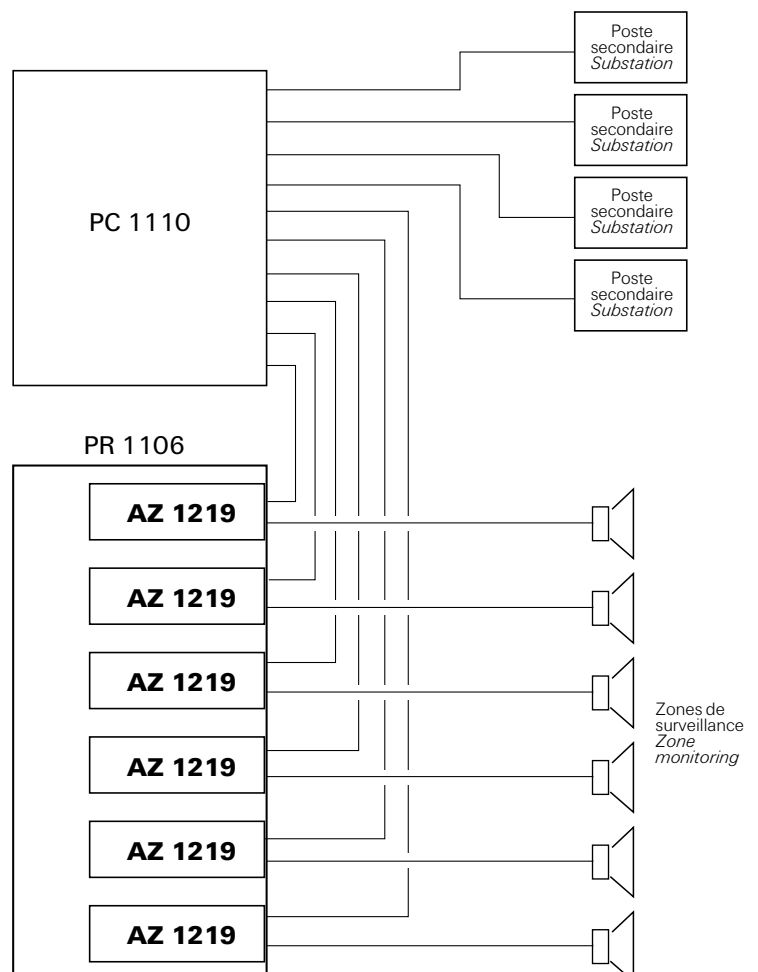 Poste
secondaire
Substation
Poste
secondaire
Substation
Poste
secondaire
Substation
Poste
secondaire
Substation
PC 1110
PR 1106
AZ 1219
AZ 1219
AZ 1219
AZ 1219
AZ 1219
AZ 1219
Zones de
surveillance
Zone
monitoring